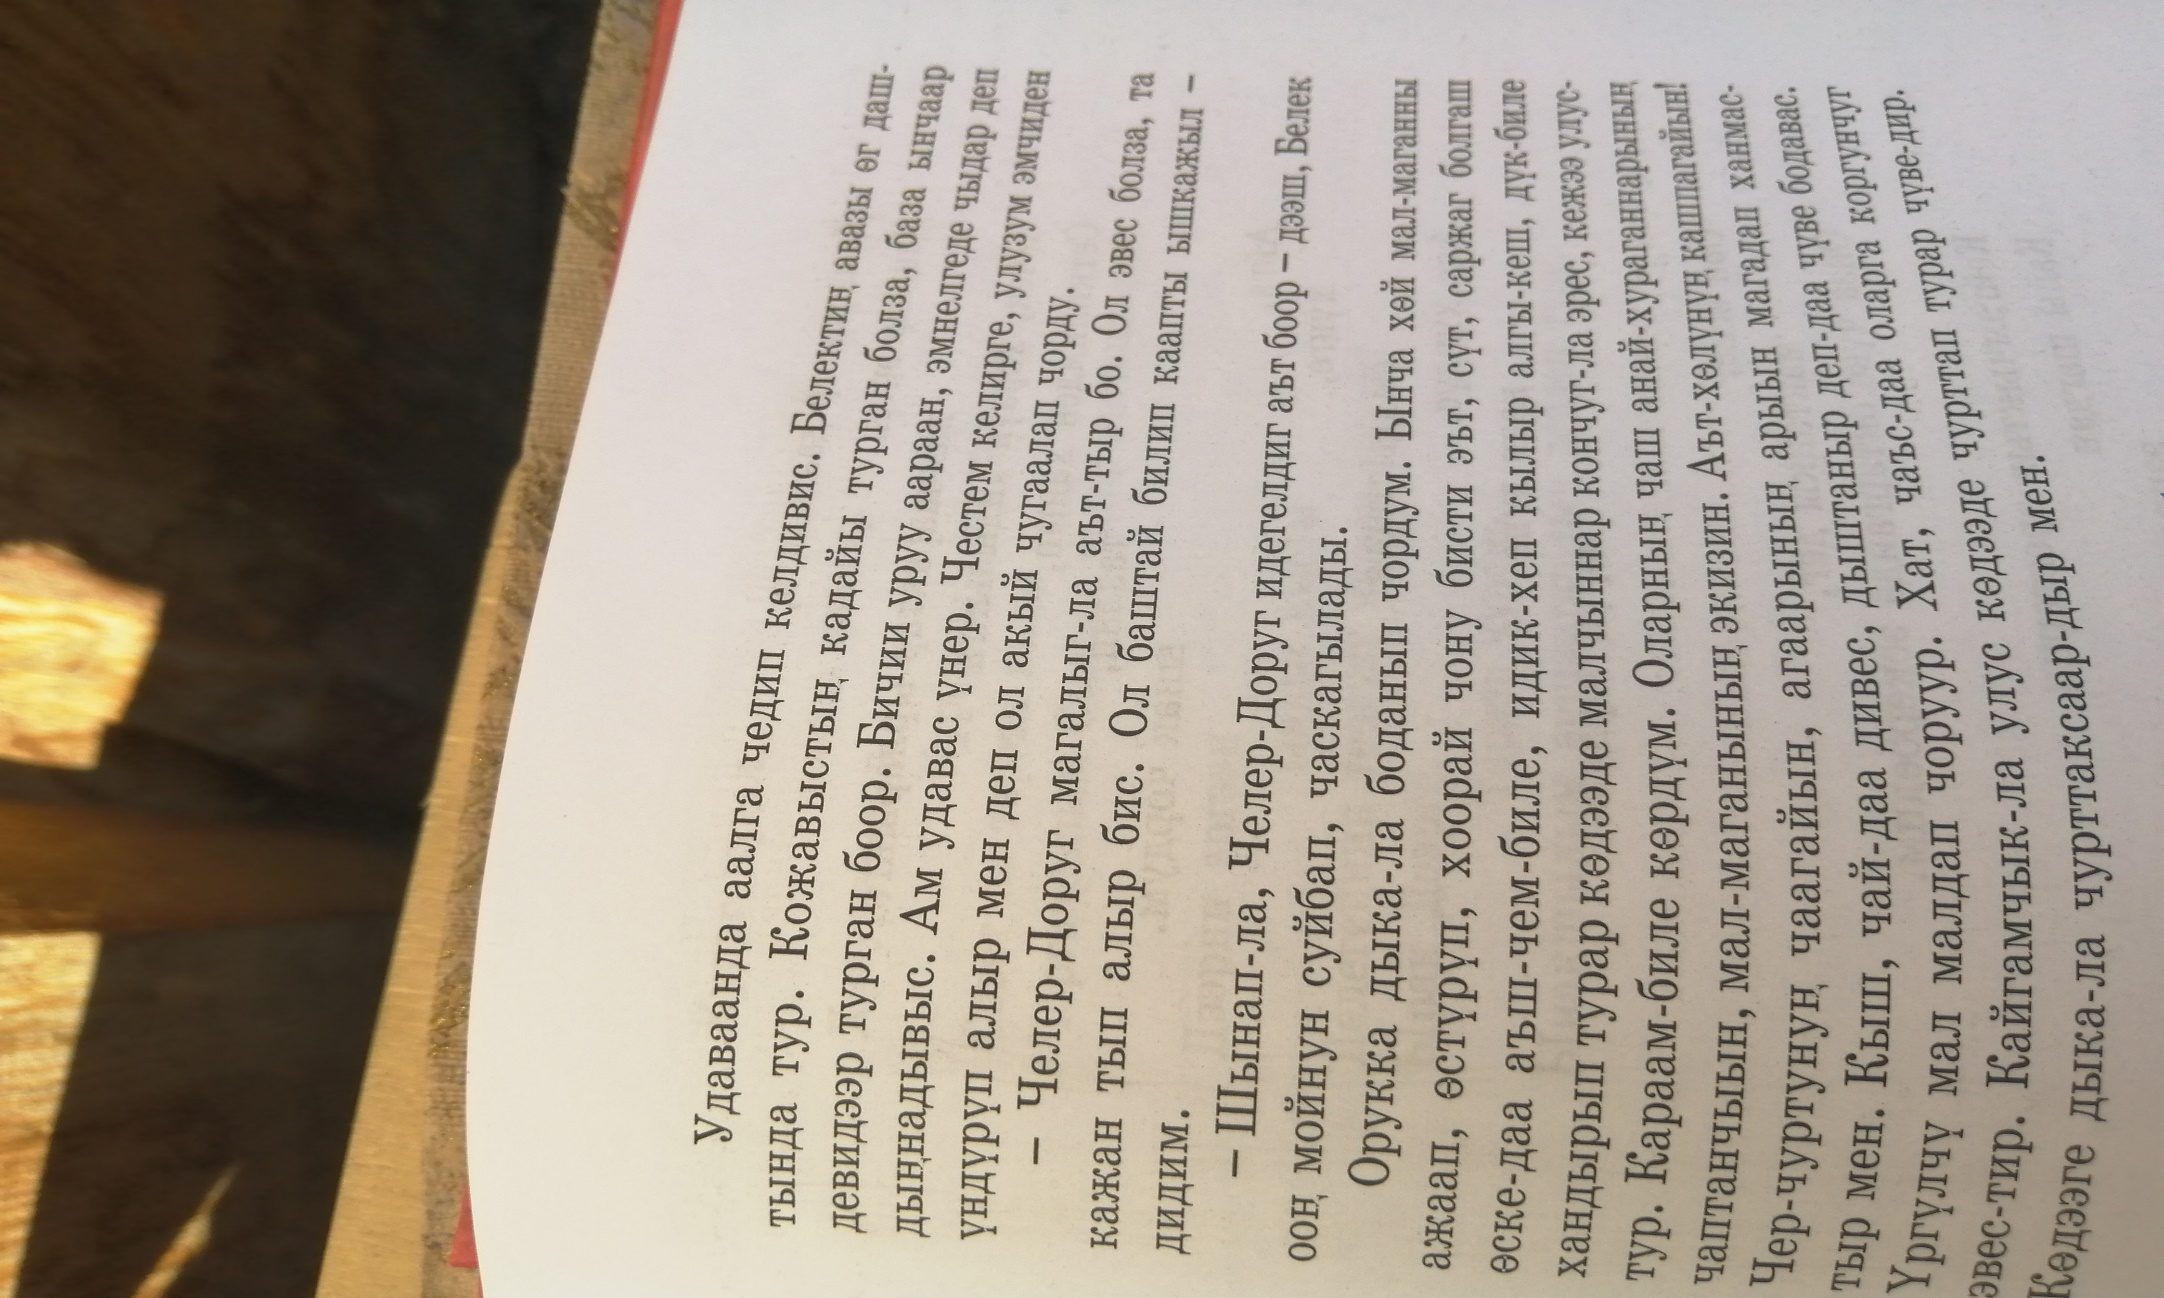 Удаваанда аалга чедип келдивис. Белектиң авазы өг даш-
тында тур. Кожавыстың кадайы турган болза, база ынчаар
девидээр турган боор. Бичии уруу аараан, эмнелгеде чыдар деп
дыңнадывыс. Ам удавас үнер. Честем келирге, улузум эмчиден
үндүрүп алыр мен деп ол акый чугаалап чорду.
– Челер-Доруг магалыг-ла аът-тыр бо. Ол эвес болза, та
кажан тып алыр бис. Ол баштай билип каапты ышкажыл –
дидим.
– Шынап-ла, Челер-Доруг идегелдиг аът боор – дээш, Белек
ооң мойнун суйбап, часкагылады.
Орукка дыка-ла боданып чордум. Ынча хөй мал-маганны
ажаап, өстүрүп, хоорай чону бисти эът, сүт, саржаг болгаш
өске-даа аъш-чем-биле, идик-хеп кылыр алгы-кеш, дүк-биле
хандырып турар көдээде малчыннар кончуг-ла эрес, кежээ улус-
тур. Караам-биле көрдүм. Оларның чаш анай-хураганнарының
чаптанчыын, мал-маганының экизин. Аът-хөлүнүң кашпагайын!
Чер-чуртунуң чаагайын, агаарының арыын магадап ханмас-
тыр мен. Кыш, чай-даа дивес, дыштаныр деп-даа чүве бодавас.
Үргүлчү мал малдап чоруур. Хат, чаъс-даа оларга коргунчуг
эвес-тир. Кайгамчык-ла улус көдээде чурттап турар чүве-дир.
Көдээге дыка-ла чурттаксаар-дыр мен.